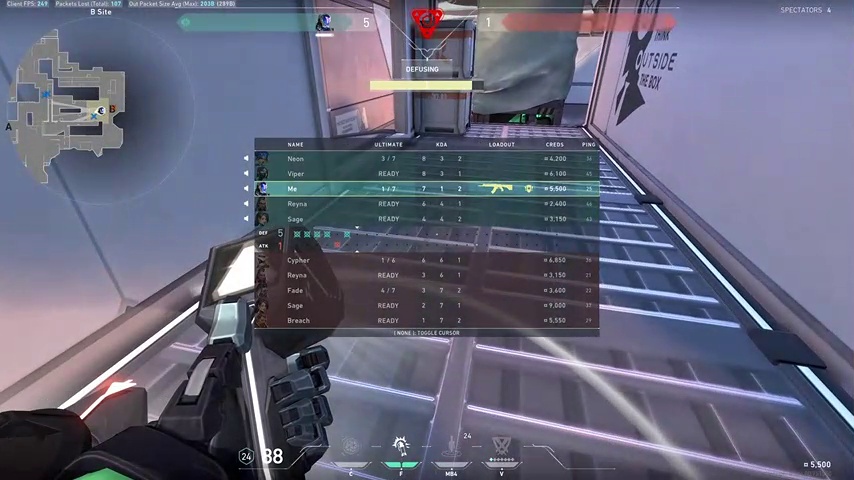 Client FPS: 249 Packets Lost (Total): 107 Out Packet Size Avg (Max): 203B (289B)
B Site
SPECTATORS 4
5 1
DEFUSING
THINK
OUTSIDE
THE BOX
A B
NAME ULTIMATE KDA LOADOUT CREDS PING
Neon 3 / 7 8 3 2 4,200
Viper READY 8 3 1 6,100
Me 1 / 7 7 1 2 5,500
Reyna READY 6 4 1 2,400
Sage READY 4 4 2 3,150
DEF 5
ATK 1
Cypher 1 / 6 6 6 1 6,850
Reyna READY 3 4 1 3,150
Fade 4 / 7 3 7 2 3,600
Sage READY 2 7 1 9,000
Breach READY 1 7 2 5,550
[ NONE ] TOGGLE CURSOR
24 88
24
C F MB4 V
5,500